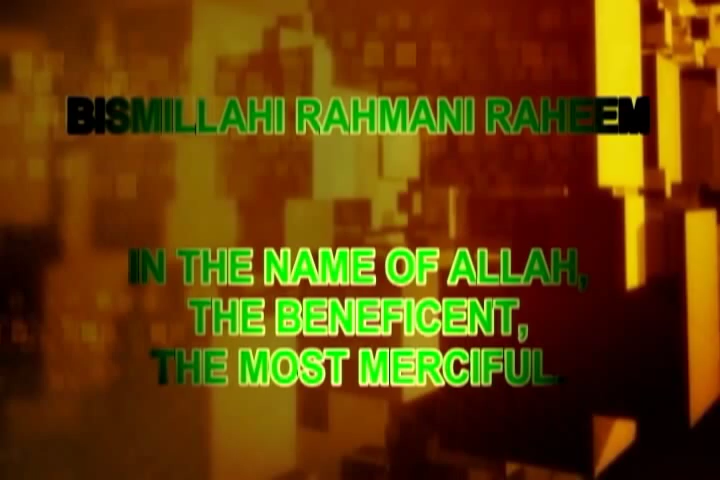 BISMILLAHI RAHMANI RAHEEM
IN THE NAME OF ALLAH,
THE BENEFICENT,
THE MOST MERCIFUL.